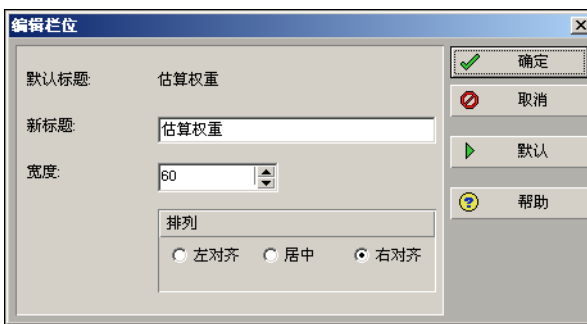 编辑栏位
默认标题: 估算权重
新标题: 估算权重
宽度: 60
排列
左对齐 居中 右对齐
确定
取消
默认
帮助